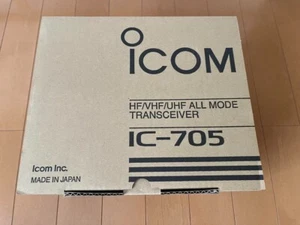 ICOM
HF/VHF/UHF ALL MODE
TRANSCEIVER
IC-705
Icom Inc.
MADE IN JAPAN